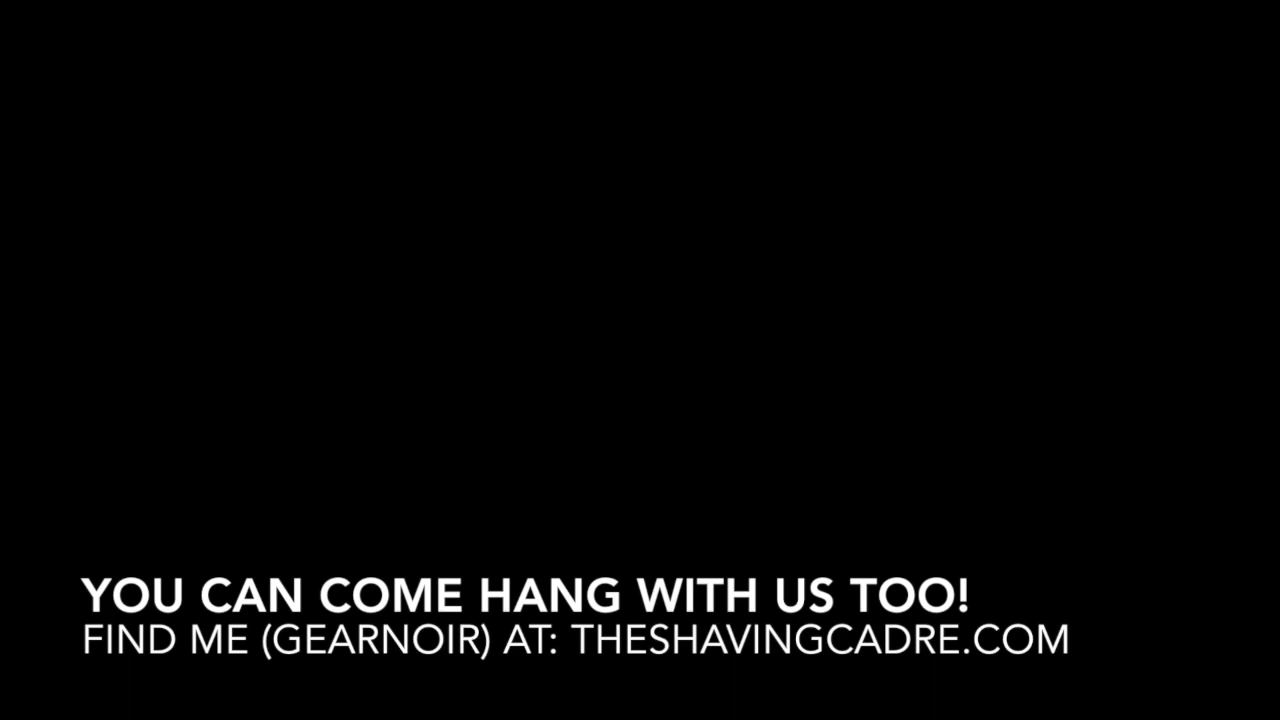 YOU CAN COME HANG WITH US TOO!
FIND ME (GEARNOIR) AT: THESHAVINGCADRE.COM